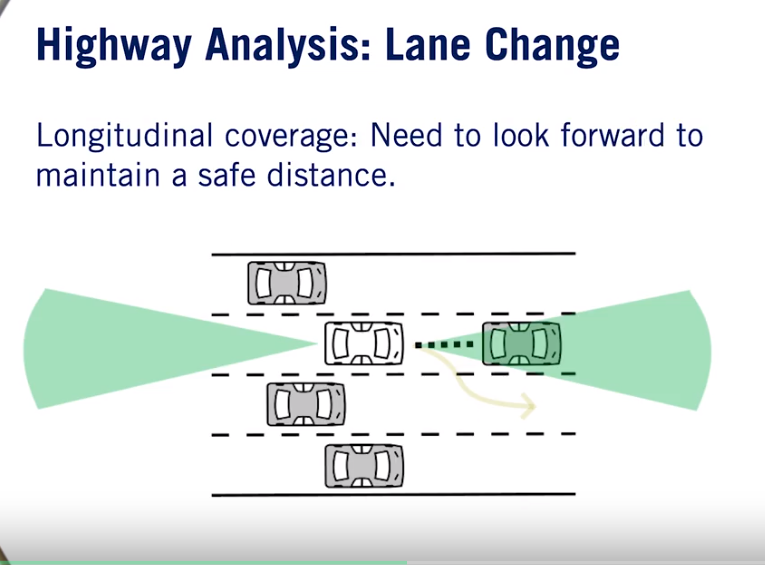 Highway Analysis: Lane Change
Longitudinal coverage: Need to look forward to
maintain a safe distance.